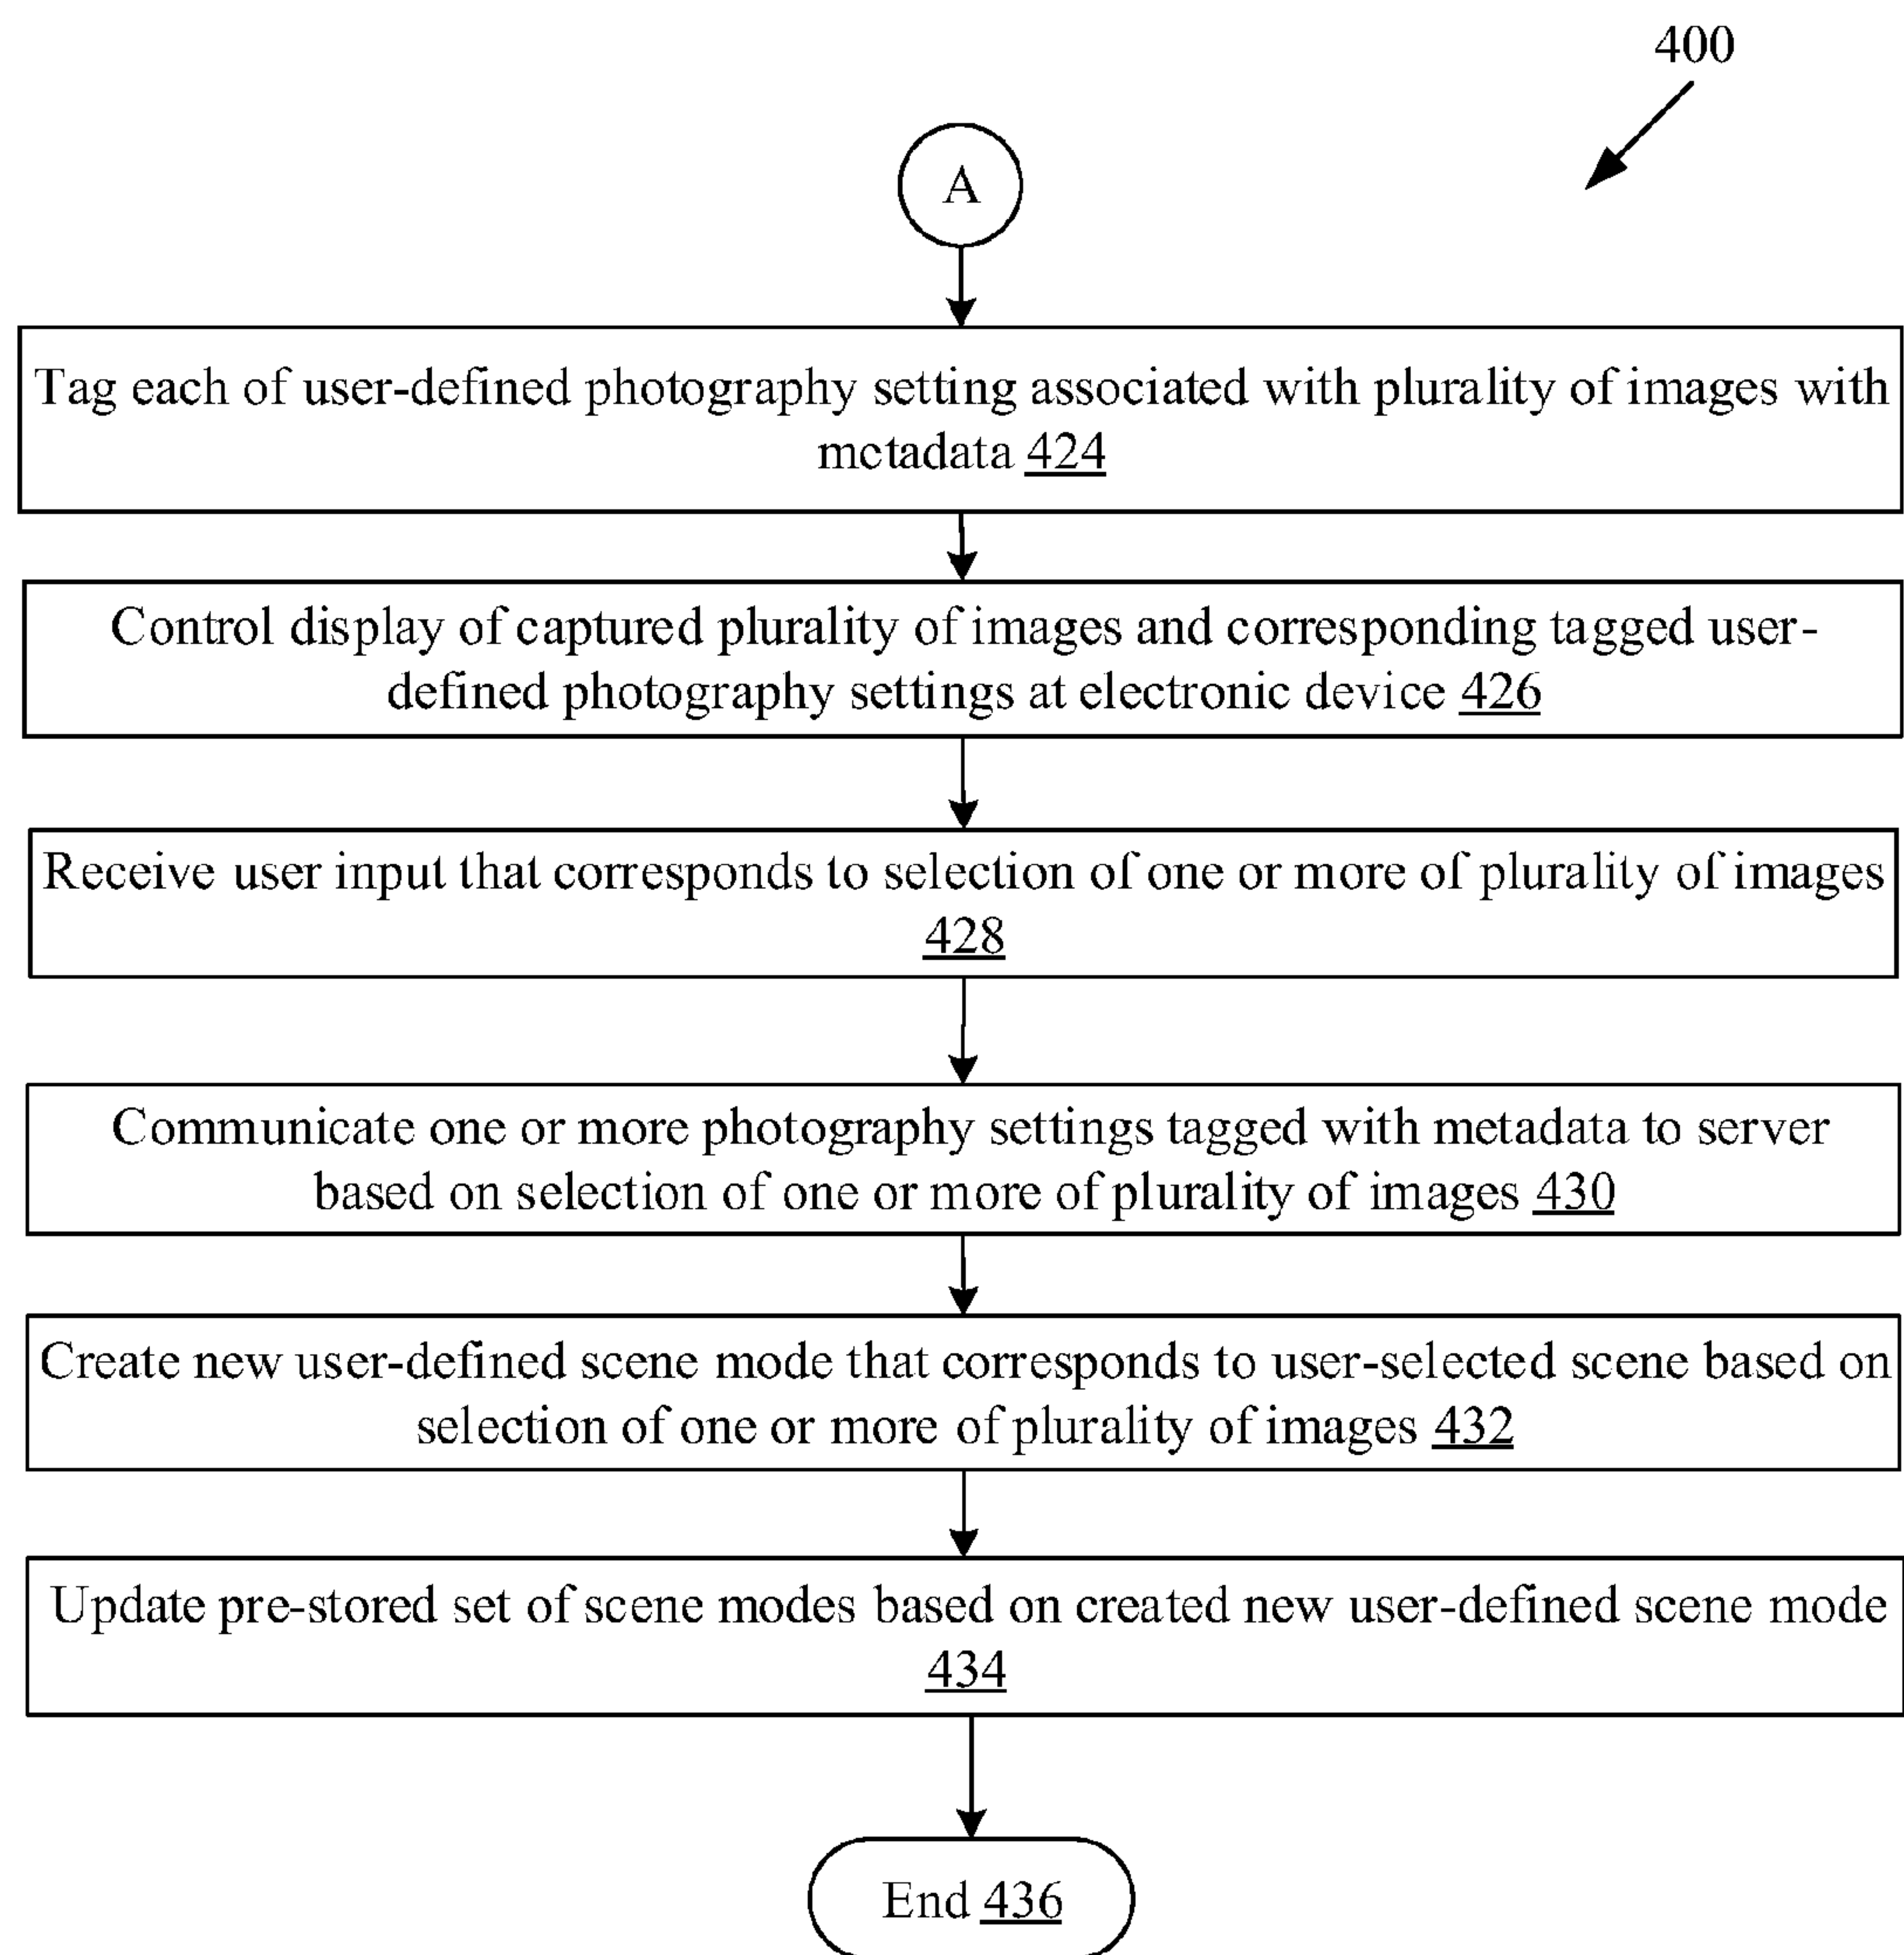 400
A
Tag each of user-defined photography setting associated with plurality of images with
metadata 424
Control display of captured plurality of images and corresponding tagged user-
defined photography settings at electronic device 426
Receive user input that corresponds to selection of one or more of plurality of images
428
Communicate one or more photography settings tagged with metadata to server
based on selection of one or more of plurality of images 430
Create new user-defined scene mode that corresponds to user-selected scene based on
selection of one or more of plurality of images 432
Update pre-stored set of scene modes based on created new user-defined scene mode
434
End 436